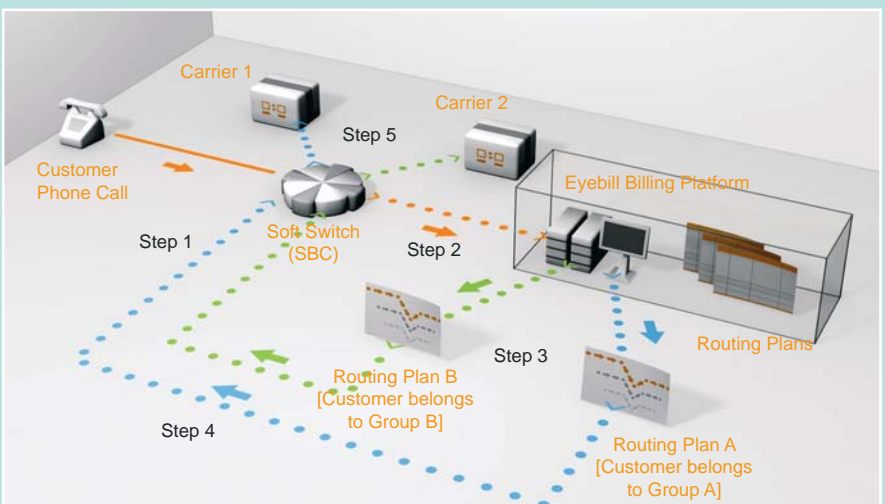 Carrier 1
Carrier 2
Step 5
Customer
Phone Call
Eyebill Billing Platform
Step 1
Soft Switch
(SBC)
Step 2
Routing Plans
Step 3
Routing Plan B
[Customer belongs
to Group B]
Step 4
Routing Plan A
[Customer belongs
to Group A]